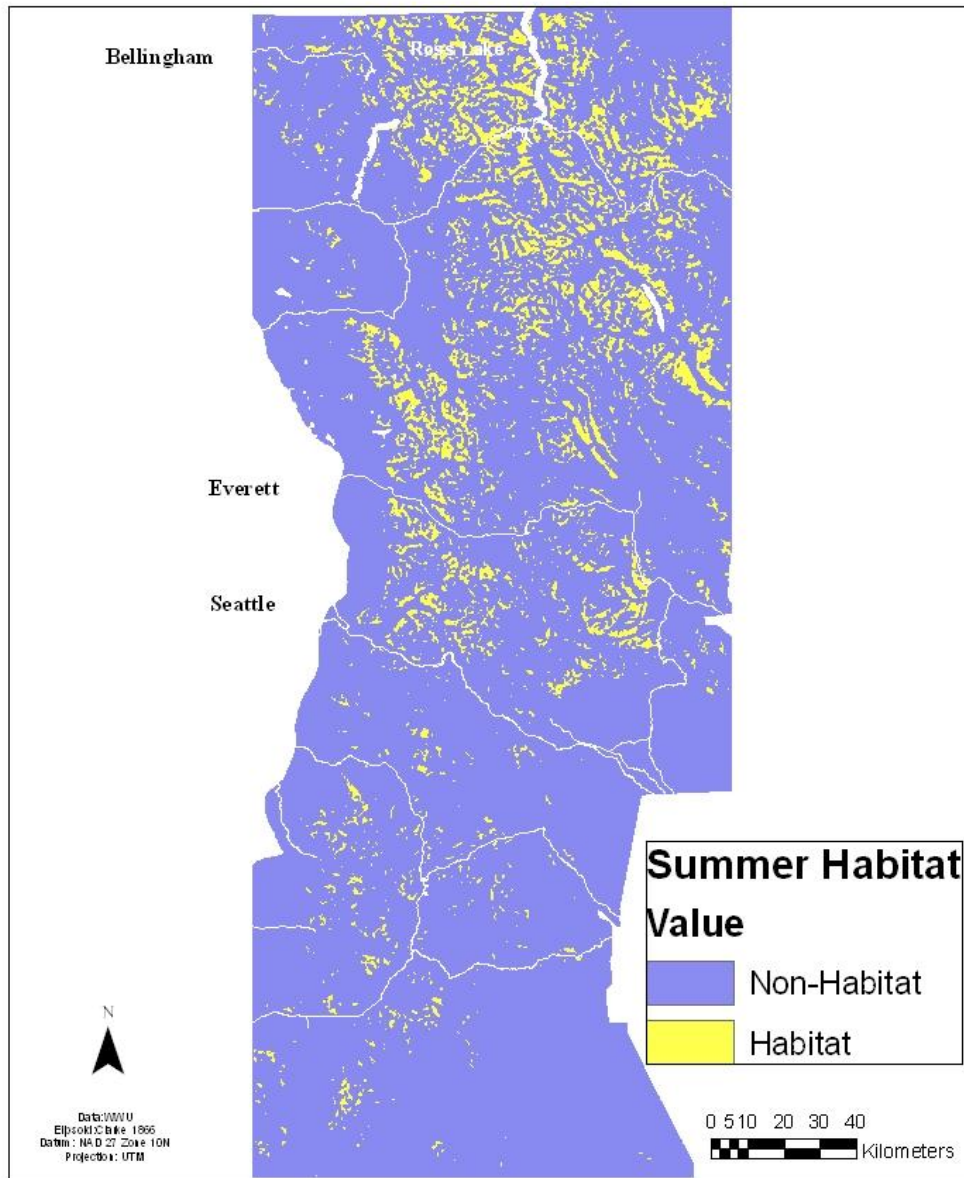 Ross Lake
Bellingham
Everett
Seattle
Summer Habitat
Value
Non-Habitat
Habitat
N
Data:WWU
Elipsoid:Clarke 1866
Datum: NAD 27 Zone 10N
Projection: UTM
0 5 10 20 30 40
Kilometers